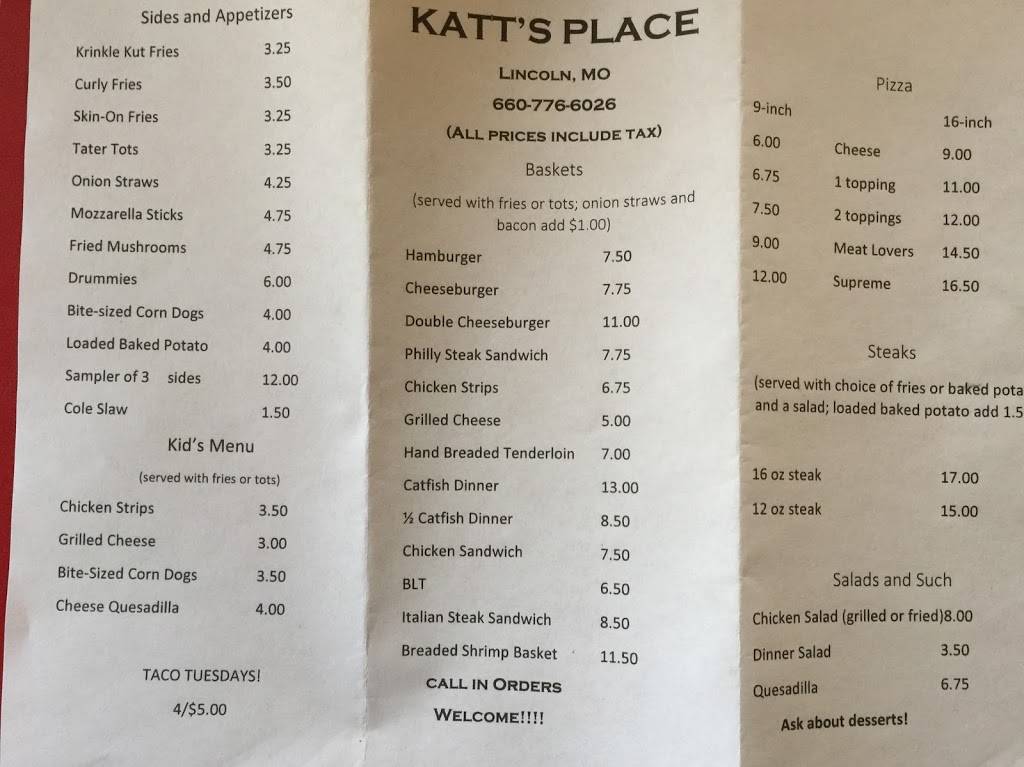 Sides and Appetizers
Krinkle Kut Fries 3.25
Curly Fries 3.50
Skin-On Fries 3.25
Tater Tots 3.25
Onion Straws 4.25
Mozzarella Sticks 4.75
Fried Mushrooms 4.75
Drummies 6.00
Bite-sized Corn Dogs 4.00
Loaded Baked Potato 4.00
Sampler of 3 sides 12.00
Cole Slaw 1.50
Kid's Menu
(served with fries or tots)
Chicken Strips 3.50
Grilled Cheese 3.00
Bite-Sized Corn Dogs 3.50
Cheese Quesadilla 4.00
TACO TUESDAYS!
4/$5.00
KATT'S PLACE
LINCOLN, MO
660-776-6026
(ALL PRICES INCLUDE TAX)
Baskets
(served with fries or tots; onion straws and
bacon add $1.00)
Hamburger 7.50
Cheeseburger 7.75
Double Cheeseburger 11.00
Philly Steak Sandwich 7.75
Chicken Strips 6.75
Grilled Cheese 5.00
Hand Breaded Tenderloin 7.00
Catfish Dinner 13.00
½ Catfish Dinner 8.50
Chicken Sandwich 7.50
BLT 6.50
Italian Steak Sandwich 8.50
Breaded Shrimp Basket 11.50
CALL IN ORDERS
WELCOME!!!!
Pizza
9-inch 16-inch
6.00 Cheese 9.00
6.75 1 topping 11.00
7.50 2 toppings 12.00
9.00 Meat Lovers 14.50
12.00 Supreme 16.50
Steaks
(served with choice of fries or baked pota
and a salad; loaded baked potato add 1.5
16 oz steak 17.00
12 oz steak 15.00
Salads and Such
Chicken Salad (grilled or fried)8.00
Dinner Salad 3.50
Quesadilla 6.75
Ask about desserts!